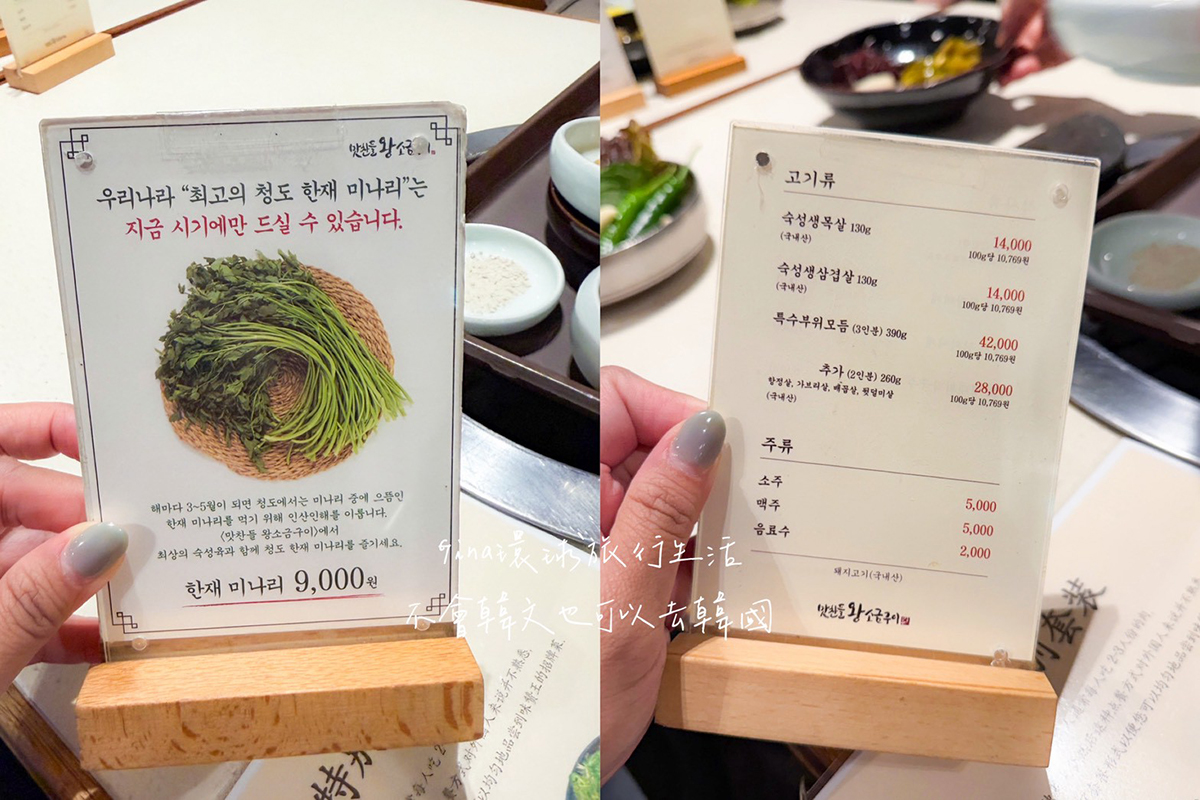 맛찬들 왕소금구이
우리나라 “최고의 청도 한재 미나리”는
지금 시기에만 드실 수 있습니다.
해마다 3~5월이 되면 청도에서는 미나리 중에 으뜸인
한재 미나리를 먹기 위해 인산인해를 이룹니다.
〈맛찬들 왕소금구이〉에서
최상의 숙성육과 함께 청도 한재 미나리를 즐기세요.
한재 미나리 9,000원
고기류
숙성생목살 130g
(국내산)
14,000
100g당 10,769원
숙성생삼겹살 130g
(국내산)
14,000
100g당 10,769원
특수부위모듬 (3인분) 390g
42,000
100g당 10,769원
추가 (2인분) 260g
항정살, 가브리살, 배꼽살, 뒷덜미살
(국내산)
28,000
100g당 10,769원
주류
소주
맥주
음료수
5,000
5,000
2,000
돼지고기(국내산)
맛찬들 왕소금구이
Gina環球旅行生活
不會韓文也可以去韓國
套裝